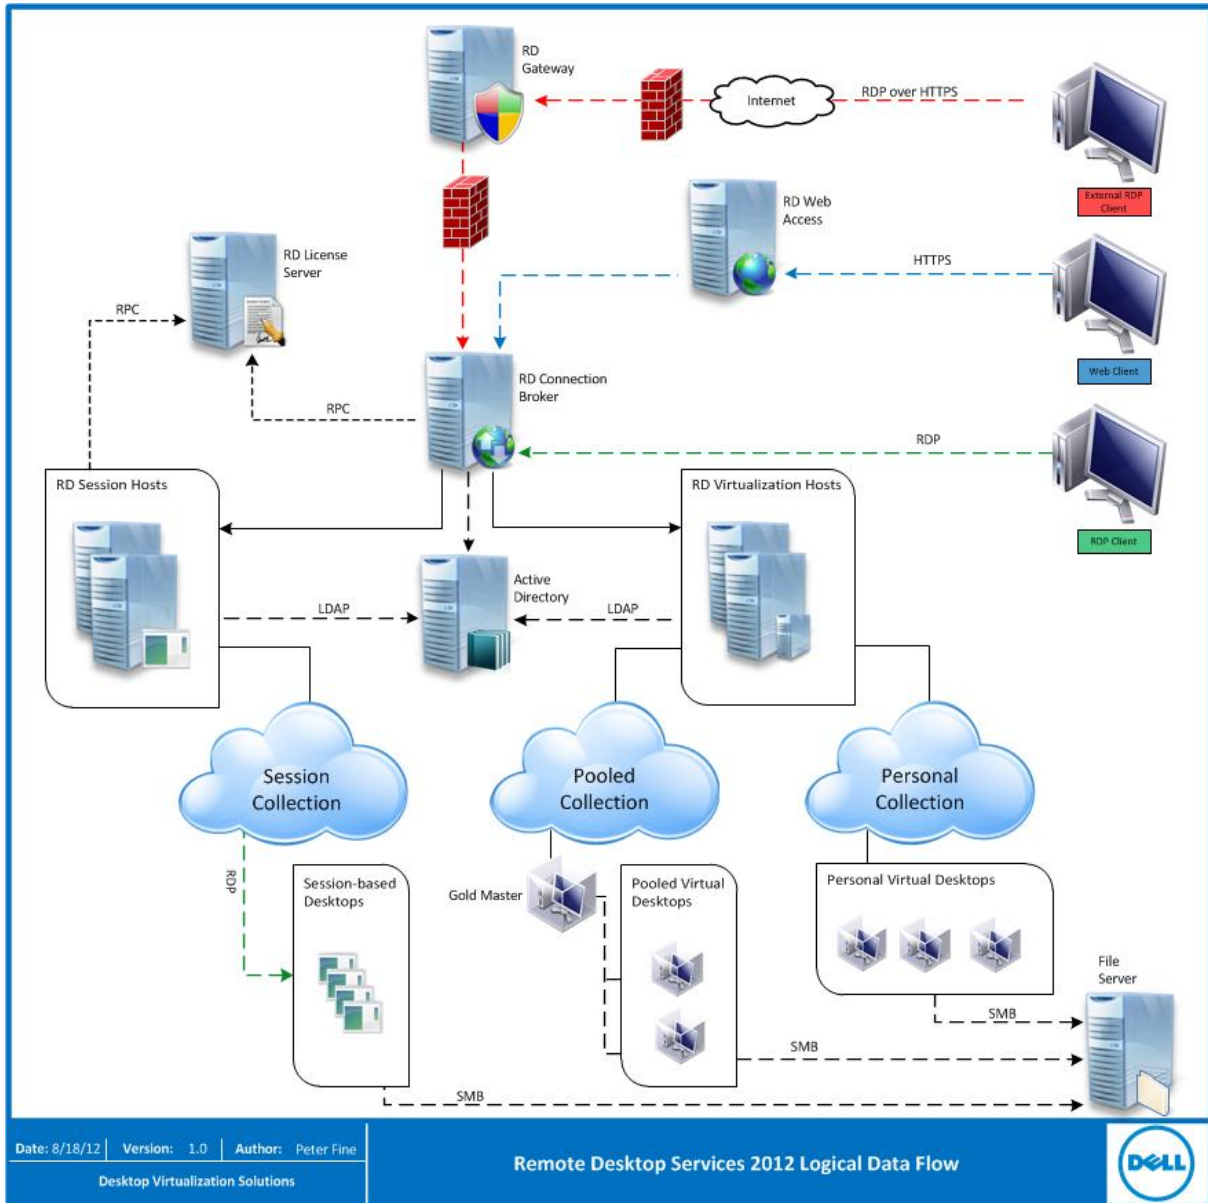 RD
Gateway
Internet
RDP over HTTPS
External RDP
Client
RD Web
Access
HTTPS
RD License
Server
RPC
Web Client
RD Connection
Broker
RPC
RDP
RDP Client
RD Session Hosts
RD Virtualization Hosts
Active
Directory
LDAP
LDAP
Session
Collection
Pooled
Collection
Personal
Collection
RDP
Session-based
Desktops
Gold Master
Pooled Virtual
Desktops
Personal Virtual Desktops
File
Server
SMB
SMB
SMB
Date: 8/18/12
Version: 1.0
Author: Peter Fine
Desktop Virtualization Solutions
Remote Desktop Services 2012 Logical Data Flow
DELL